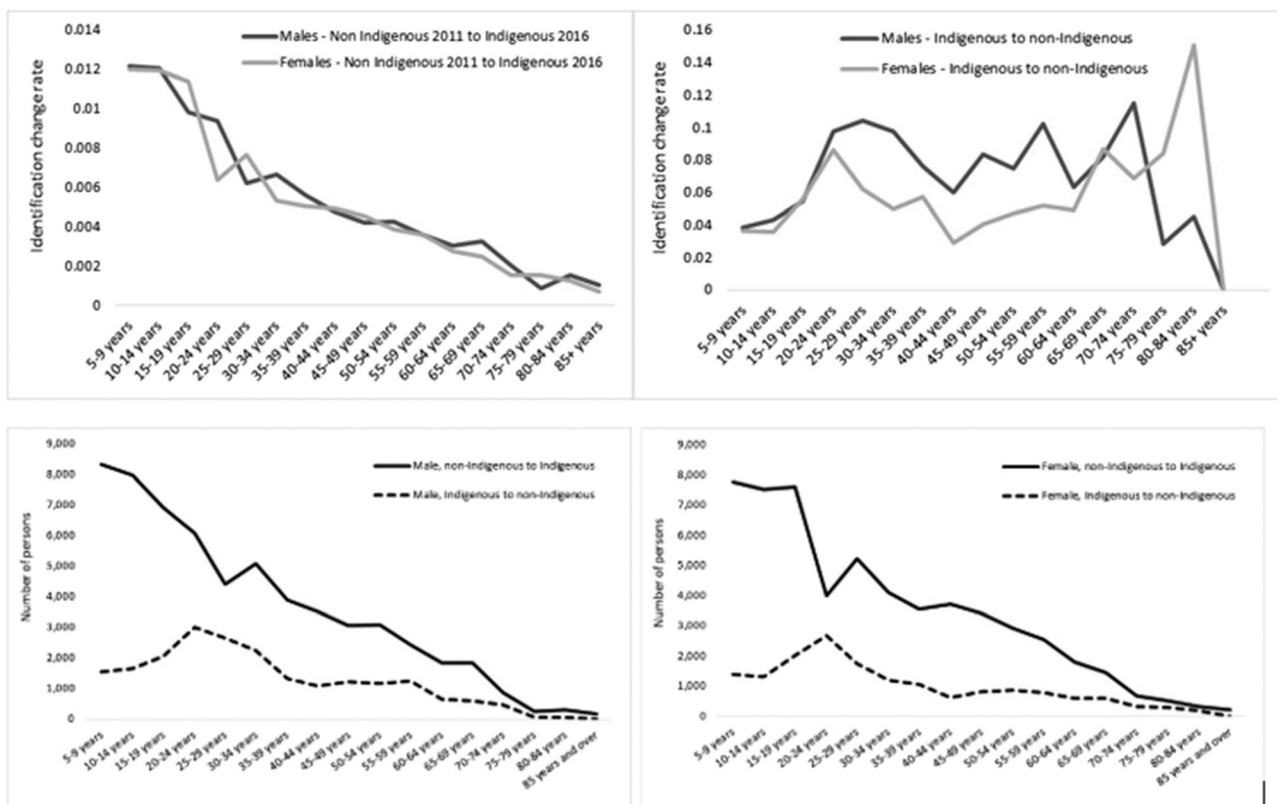 0.014
0.012
0.01
0.008
0.006
0.004
0.002
0
Identification change rate
Males - Non Indigenous 2011 to Indigenous 2016
Females - Non Indigenous 2011 to Indigenous 2016
5-9 years
10-14 years
15-19 years
20-24 years
25-29 years
30-34 years
35-39 years
40-44 years
45-49 years
50-54 years
55-59 years
60-64 years
65-69 years
70-74 years
75-79 years
80-84 years
85+ years
0.16
0.14
0.12
0.1
0.08
0.06
0.04
0.02
0
Identification change rate
Males - Indigenous to non-Indigenous
Females - Indigenous to non-Indigenous
5-9 years
10-14 years
15-19 years
20-24 years
25-29 years
30-34 years
35-39 years
40-44 years
45-49 years
50-54 years
55-59 years
60-64 years
65-69 years
70-74 years
75-79 years
80-84 years
85+ years
9,000
8,000
7,000
6,000
5,000
4,000
3,000
2,000
1,000
0
Number of persons
Male, non-Indigenous to Indigenous
Male, Indigenous to non-Indigenous
5-9 years
10-14 years
15-19 years
20-24 years
25-29 years
30-34 years
35-39 years
40-44 years
45-49 years
50-54 years
55-59 years
60-64 years
65-69 years
70-74 years
75-79 years
80-84 years
85 years and over
9,000
8,000
7,000
6,000
5,000
4,000
3,000
2,000
1,000
0
Number of persons
Female, non-Indigenous to Indigenous
Female, Indigenous to non-Indigenous
5-9 years
10-14 years
15-19 years
20-24 years
25-29 years
30-34 years
35-39 years
40-44 years
45-49 years
50-54 years
55-59 years
60-64 years
65-69 years
70-74 years
75-79 years
80-84 years
85 years and over